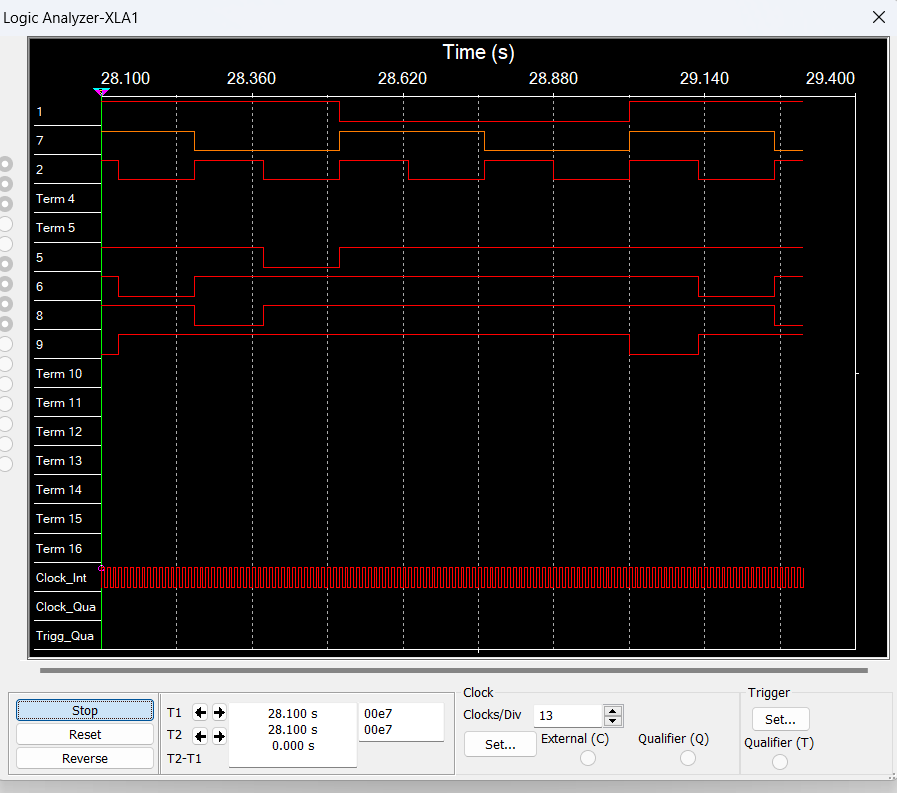 Logic Analyzer-XLA1
Time (s)
28.100 28.360 28.620 28.880 29.140 29.400
1
7
2
Term 4
Term 5
5
6
8
9
Term 10
Term 11
Term 12
Term 13
Term 14
Term 15
Term 16
Clock_Int
Clock_Qua
Trigg_Qua
Stop
Reset
Reverse
T1 28.100 s 00e7
T2 28.100 s 00e7
T2-T1 0.000 s
Clock
Clocks/Div 13
Set...
External (C)
Qualifier (Q)
Trigger
Set...
Qualifier (T)